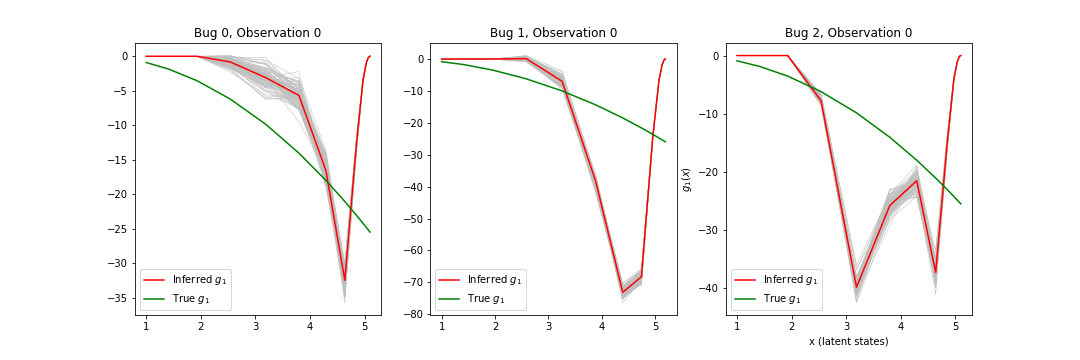 Bug 0, Observation 0
0
−5
−10
−15
−20
−25
−30
−35
1 2 3 4 5
Inferred g₁
True g₁
Bug 1, Observation 0
0
−10
−20
−30
−40
−50
−60
−70
−80
1 2 3 4 5
Inferred g₁
True g₁
Bug 2, Observation 0
g₁(x)
0
−10
−20
−30
−40
1 2 3 4 5
x (latent states)
Inferred g₁
True g₁